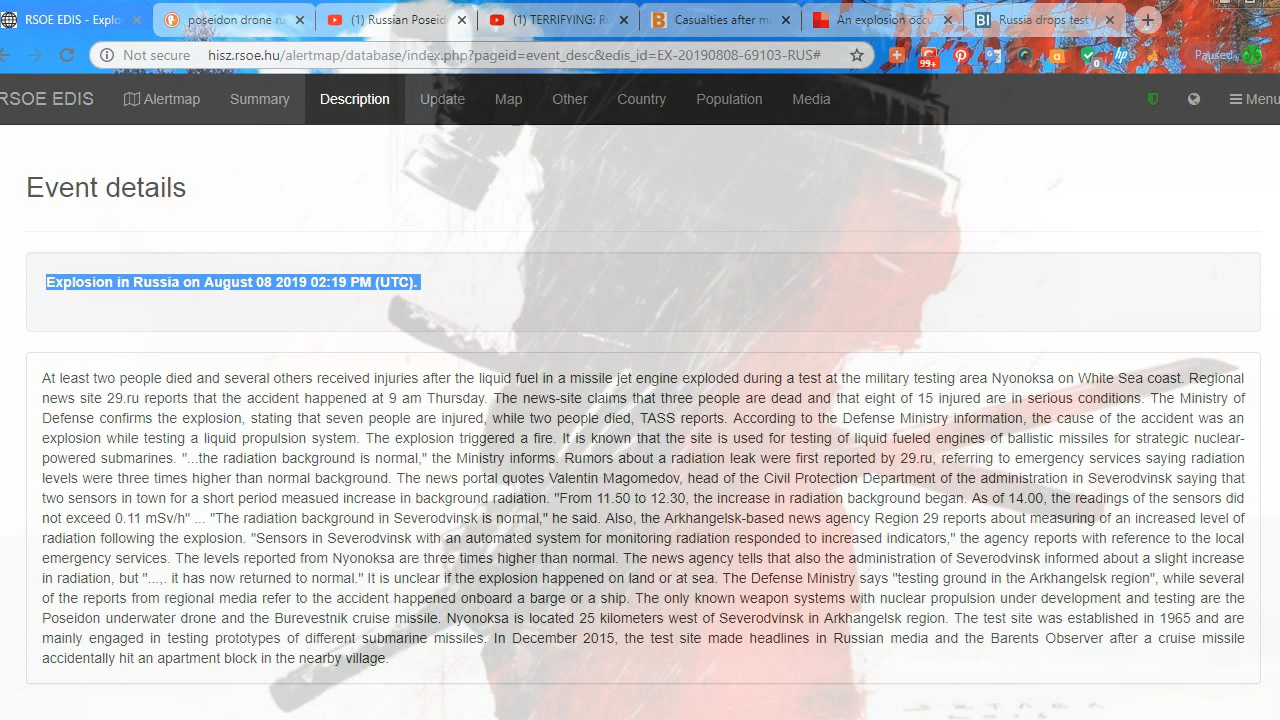 RSOE EDIS - Explo
poseidon drone ru
(1) Russian Poseid
(1) TERRIFYING: R
Casualties after mi
An explosion occu
Russia drops test
Not secure hisz.rsoe.hu/alertmap/database/index.php?pageid=event_desc&edis_id=EX-20190808-69103-RUS#
99+
0
hp
Paused
RSOE EDIS Alertmap Summary Description Update Map Other Country Population Media Menu
Event details
Explosion in Russia on August 08 2019 02:19 PM (UTC).
At least two people died and several others received injuries after the liquid fuel in a missile jet engine exploded during a test at the military testing area Nyonoksa on White Sea coast. Regional
news site 29.ru reports that the accident happened at 9 am Thursday. The news-site claims that three people are dead and that eight of 15 injured are in serious conditions. The Ministry of
Defense confirms the explosion, stating that seven people are injured, while two people died, TASS reports. According to the Defense Ministry information, the cause of the accident was an
explosion while testing a liquid propulsion system. The explosion triggered a fire. It is known that the site is used for testing of liquid fueled engines of ballistic missiles for strategic nuclear-
powered submarines. "...the radiation background is normal," the Ministry informs. Rumors about a radiation leak were first reported by 29.ru, referring to emergency services saying radiation
levels were three times higher than normal background. The news portal quotes Valentin Magomedov, head of the Civil Protection Department of the administration in Severodvinsk saying that
two sensors in town for a short period measued increase in background radiation. "From 11.50 to 12.30, the increase in radiation background began. As of 14.00, the readings of the sensors did
not exceed 0.11 mSv/h" ... "The radiation background in Severodvinsk is normal," he said. Also, the Arkhangelsk-based news agency Region 29 reports about measuring of an increased level of
radiation following the explosion. "Sensors in Severodvinsk with an automated system for monitoring radiation responded to increased indicators," the agency reports with reference to the local
emergency services. The levels reported from Nyonoksa are three times higher than normal. The news agency tells that also the administration of Severodvinsk informed about a slight increase
in radiation, but "...,. it has now returned to normal." It is unclear if the explosion happened on land or at sea. The Defense Ministry says "testing ground in the Arkhangelsk region", while several
of the reports from regional media refer to the accident happened onboard a barge or a ship. The only known weapon systems with nuclear propulsion under development and testing are the
Poseidon underwater drone and the Burevestnik cruise missile. Nyonoksa is located 25 kilometers west of Severodvinsk in Arkhangelsk region. The test site was established in 1965 and are
mainly engaged in testing prototypes of different submarine missiles. In December 2015, the test site made headlines in Russian media and the Barents Observer after a cruise missile
accidentally hit an apartment block in the nearby village.